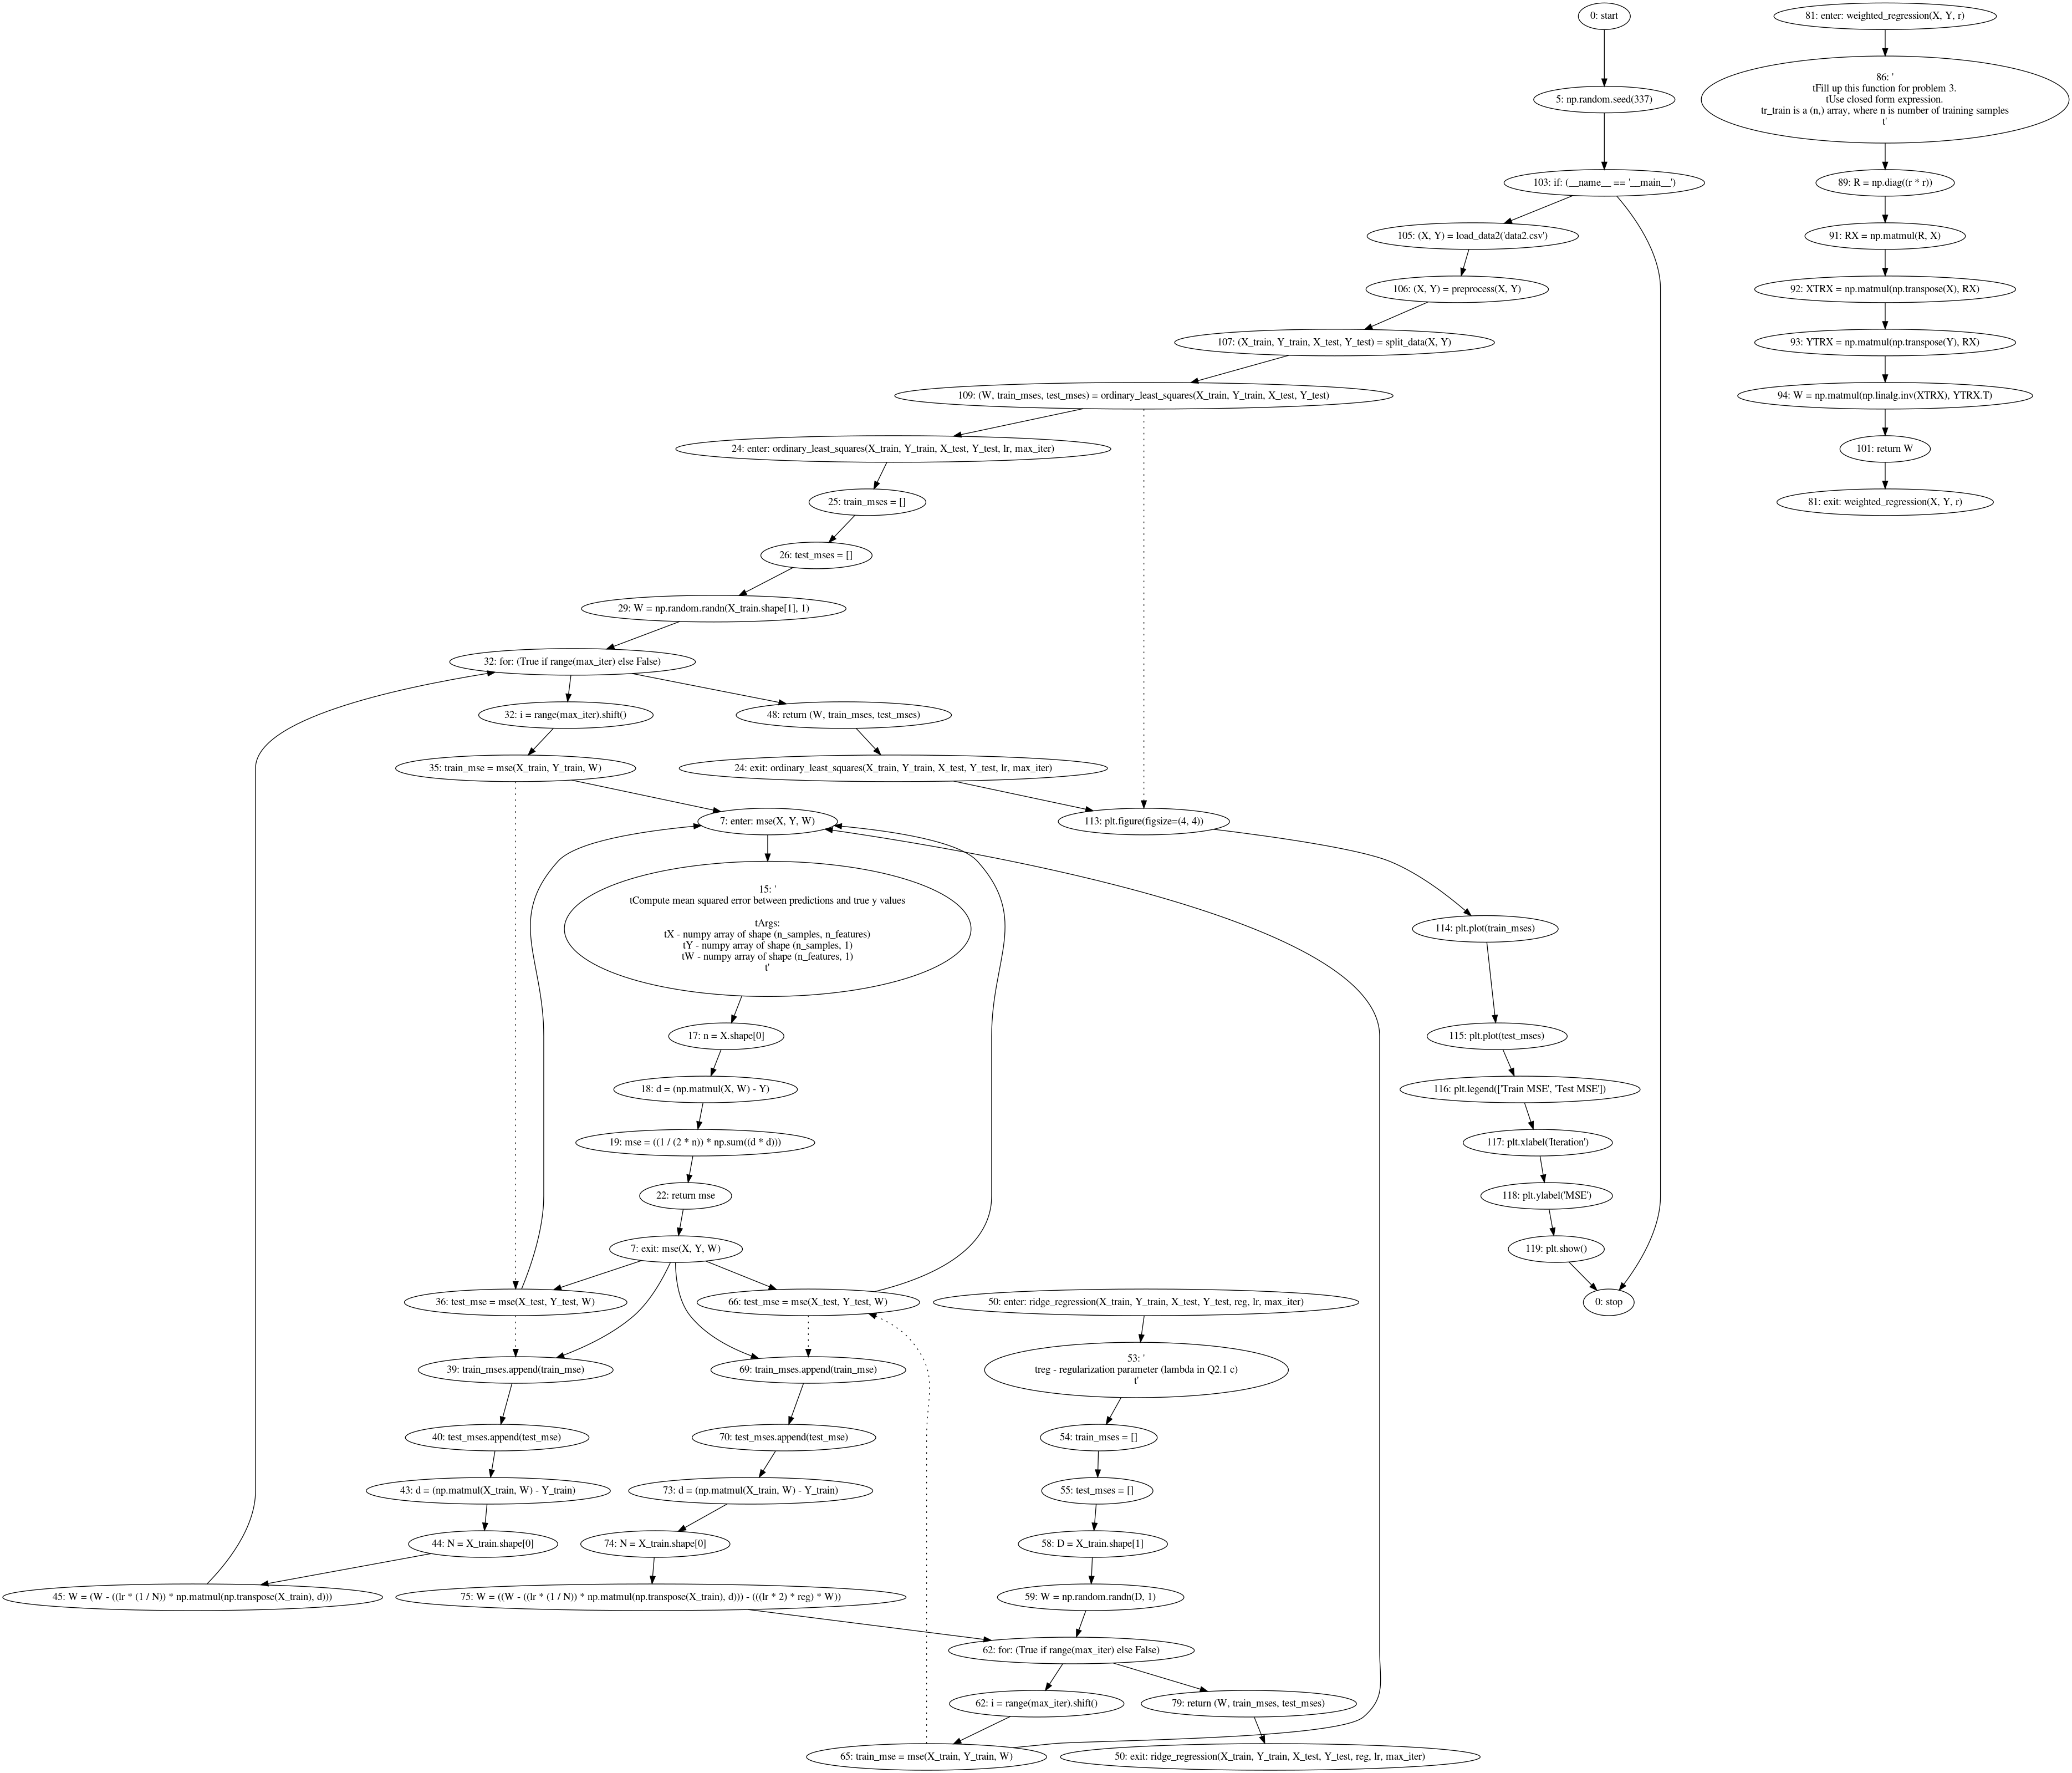 0: start
5: np.random.seed(337)
103: if: (__name__ == '__main__')
105: (X, Y) = load_data2('data2.csv')
106: (X, Y) = preprocess(X, Y)
107: (X_train, Y_train, X_test, Y_test) = split_data(X, Y)
109: (W, train_mses, test_mses) = ordinary_least_squares(X_train, Y_train, X_test, Y_test)
24: enter: ordinary_least_squares(X_train, Y_train, X_test, Y_test, lr, max_iter)
25: train_mses = []
26: test_mses = []
29: W = np.random.randn(X_train.shape[1], 1)
32: for: (True if range(max_iter) else False)
32: i = range(max_iter).shift()
48: return (W, train_mses, test_mses)
35: train_mse = mse(X_train, Y_train, W)
24: exit: ordinary_least_squares(X_train, Y_train, X_test, Y_test, lr, max_iter)
7: enter: mse(X, Y, W)
113: plt.figure(figsize=(4, 4))
15: '
tCompute mean squared error between predictions and true y values
tArgs:
tX - numpy array of shape (n_samples, n_features)
tY - numpy array of shape (n_samples, 1)
tW - numpy array of shape (n_features, 1)
t'
114: plt.plot(train_mses)
17: n = X.shape[0]
115: plt.plot(test_mses)
18: d = (np.matmul(X, W) - Y)
116: plt.legend(['Train MSE', 'Test MSE'])
19: mse = ((1 / (2 * n)) * np.sum((d * d)))
117: plt.xlabel('Iteration')
22: return mse
118: plt.ylabel('MSE')
7: exit: mse(X, Y, W)
119: plt.show()
36: test_mse = mse(X_test, Y_test, W)
66: test_mse = mse(X_test, Y_test, W)
50: enter: ridge_regression(X_train, Y_train, X_test, Y_test, reg, lr, max_iter)
0: stop
39: train_mses.append(train_mse)
69: train_mses.append(train_mse)
53: '
treg - regularization parameter (lambda in Q2.1 c)
t'
40: test_mses.append(test_mse)
70: test_mses.append(test_mse)
54: train_mses = []
43: d = (np.matmul(X_train, W) - Y_train)
73: d = (np.matmul(X_train, W) - Y_train)
55: test_mses = []
44: N = X_train.shape[0]
74: N = X_train.shape[0]
58: D = X_train.shape[1]
45: W = (W - ((lr * (1 / N)) * np.matmul(np.transpose(X_train), d)))
75: W = ((W - ((lr * (1 / N)) * np.matmul(np.transpose(X_train), d))) - (((lr * 2) * reg) * W))
59: W = np.random.randn(D, 1)
62: for: (True if range(max_iter) else False)
62: i = range(max_iter).shift()
79: return (W, train_mses, test_mses)
65: train_mse = mse(X_train, Y_train, W)
50: exit: ridge_regression(X_train, Y_train, X_test, Y_test, reg, lr, max_iter)
81: enter: weighted_regression(X, Y, r)
86: '
tFill up this function for problem 3.
tUse closed form expression.
tr_train is a (n,) array, where n is number of training samples
t'
89: R = np.diag((r * r))
91: RX = np.matmul(R, X)
92: XTRX = np.matmul(np.transpose(X), RX)
93: YTRX = np.matmul(np.transpose(Y), RX)
94: W = np.matmul(np.linalg.inv(XTRX), YTRX.T)
101: return W
81: exit: weighted_regression(X, Y, r)